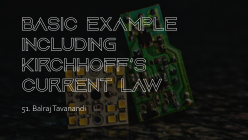 BASIC EXAMPLE
INCLUDING
KIRCHHOFF'S
CURRENT LAW
51. Balraj Tavanandi